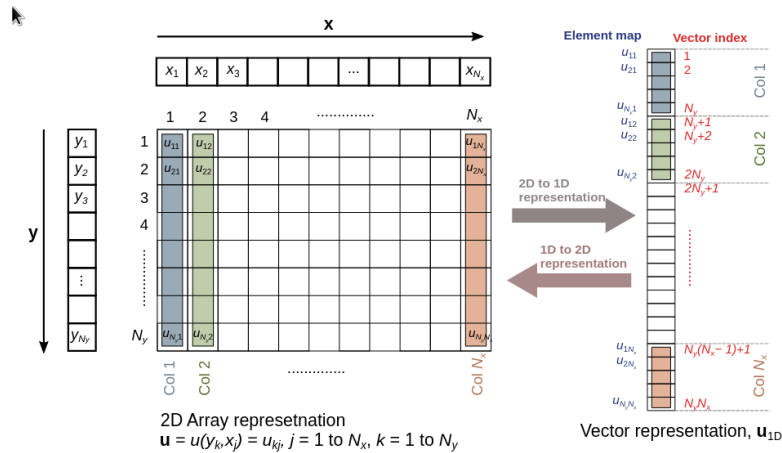 x
x1 x2 x3 ... xNx
1 2 3 4 .............. Nx
y
y1
y2
y3
⋮
yNy
1 u11 u12 u1Nx
2 u21 u22 u2Nx
3
4
........
Ny uNy1 uNy2 uNyNx
Col 1 Col 2 .............. Col Nx
2D Array represetnation
u = u(yk,xj) = ukj, j = 1 to Nx, k = 1 to Ny
2D to 1D
representation
1D to 2D
representation
Element map Vector index
u11 1
u21 2
uNy1 Ny
Col 1
u12 Ny+1
u22 Ny+2
uNy2 2Ny
Col 2
2Ny+1
........
u1Nx Ny(Nx − 1)+1
u2Nx
uNyNx NyNx
Col Nx
Vector representation, u1D